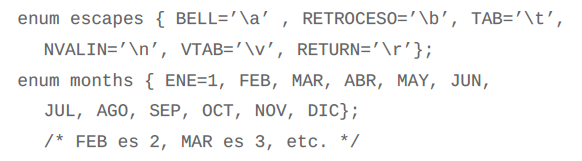 enum escapes { BELL=’\a’ , RETROCESO=’\b’, TAB=’\t’,
NVALIN=’\n’, VTAB=’\v’, RETURN=’\r’};
enum months { ENE=1, FEB, MAR, ABR, MAY, JUN,
JUL, AGO, SEP, OCT, NOV, DIC};
/* FEB es 2, MAR es 3, etc. */